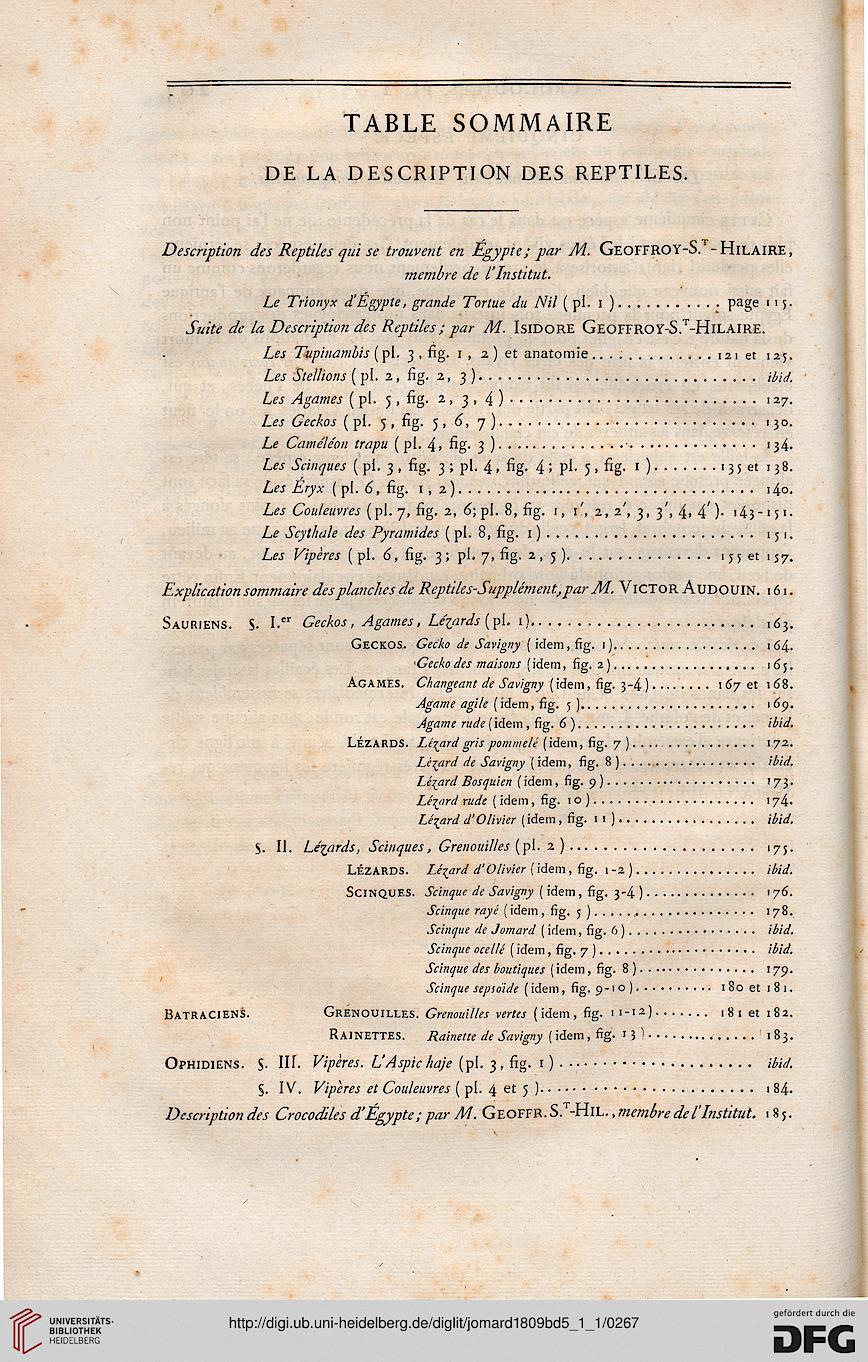 TABLE SOMMAIRE
DE LA DESCRIPTION DES REPTILES.
Description des Reptiles qui se trouvent en Égypte; par M. GEOFFROY-S.T-HILAIRE,
membre de l'Institut.
Le Trionyx d'Égypte, grande Tortue du Nil (pl. 1)........... page 115.
Suite de la Description des Reptiles; par M. ISIDORE GEOFFROY-S.T-HILAIRE.
Les Tupinambis (pl. 3, fig. 1, 2) et anatomie............. 121 et 125.
Les Stellions (pl. 2, fig. 2, 3)............................ ibid.
Les Agames (pl. 5, fig. 2, 3, 4)............................ 127.
Les Geckos (pl. 5, fig. 5, 6, 7)............................ 130.
Le Caméléon trapu (pl. 4, fig. 3)............................ 134.
Les Scinques (pl. 3, fig. 3; pl. 4, fig. 4; pl. 5, fig. 1)....... 135 et 138.
Les Éryx (pl. 6, fig. 1, 2)................................ 140.
Les Couleuvres (pl. 7, fig. 2, 6; pl. 8, fig. 1, 1', 2, 2', 3, 3', 4, 4'). 143-151.
Le Scythale des Pyramides (pl. 8, fig. 1)....................... 151.
Les Vipères (pl. 6, fig. 3; pl. 7, fig. 2, 5)................. 155 et 157.
Explication sommaire des planches de Reptiles-Supplément, par M. VICTOR AUDOUIN. 161.
SAURIENS. §. I.er Geckos, Agames, Lézards (pl. 1)......................... 163.
GECKOS. Gecko de Savigny (idem, fig. 1).................. 164.
Gecko des maisons (idem, fig. 2).................. 165.
AGAMES. Changeant de Savigny (idem, fig. 3-4)........ 167 et 168.
Agame agile (idem, fig. 5)...................... 169.
Agame rude (idem, fig. 6)...................... ibid.
LÉZARDS. Lézard gris pommelé (idem, fig. 7)................ 172.
Lézard de Savigny (idem, fig. 8)................. ibid.
Lézard Bosquien (idem, fig. 9)................... 173.
Lézard rude (idem, fig. 10).................... 174.
Lézard d'Olivier (idem, fig. 11)................. ibid.
§. II. Lézards, Scinques, Grenouilles (pl. 2)..................... 175.
LÉZARDS. Lézard d'Olivier (idem, fig. 1-2)............... ibid.
SCINQUES. Scinque de Savigny (idem, fig. 3-4).............. 176.
Scinque rayé (idem, fig. 5).................... 178.
Scinque de Jomard (idem, fig. 6)................ ibid.
Scinque ocellé (idem, fig. 7).................... ibid.
Scinque des boutiques (idem, fig. 8)............... 179.
Scinque sepsoïde (idem, fig. 9-10).......... 180 et 181.
BATRACIENS. GRENOUILLES. Grenouilles vertes (idem, fig. 11-12)....... 181 et 182.
RAINETTES. Rainette de Savigny (idem, fig. 13)............. 183.
OPHIDIENS. §. III. Vipères. L'Aspic haje (pl. 3, fig. 1)...................... ibid.
§. IV. Vipères et Couleuvres (pl. 4 et 5)........................ 184.
Description des Crocodiles d'Égypte; par M. GEOFFR. S.T-HIL., membre de l'Institut. 185.
UNIVERSITÄTS-
BIBLIOTHEK
HEIDELBERG
http://digi.ub.uni-heidelberg.de/diglit/jomard1809bd5_1_1/0267
gefördert durch die
DFG